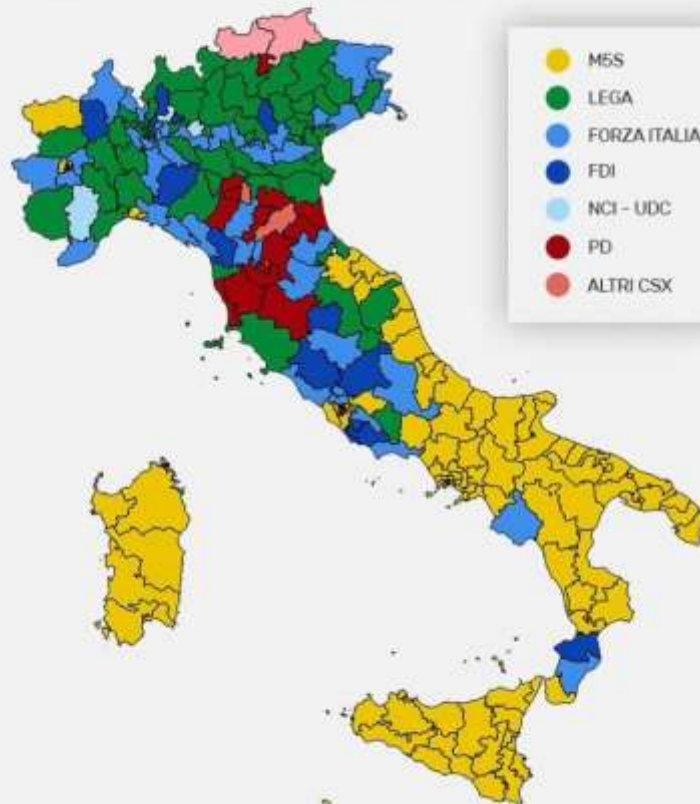 M5S
LEGA
FORZA ITALIA
FDI
NCI - UDC
PD
ALTRI CSX